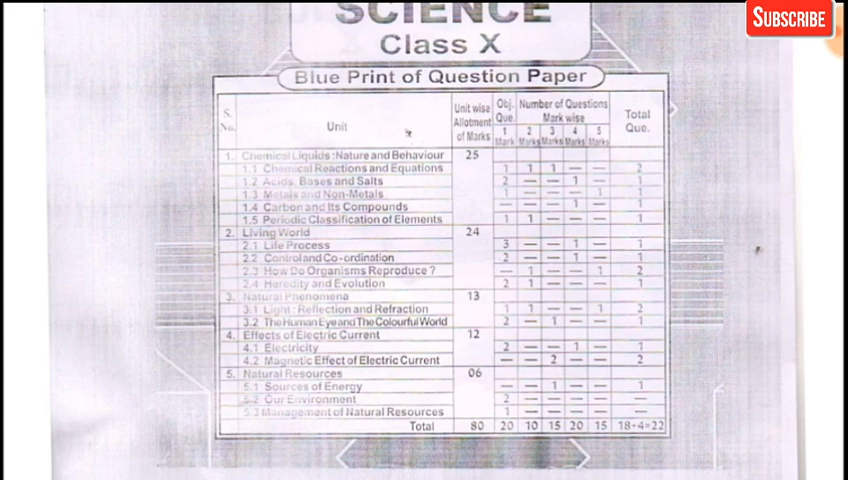 SCIENCE
SUBSCRIBE
Class X
Blue Print of Question Paper
S. No. Unit Unit wise Allotment of Marks Obj. Que. Number of Questions Mark wise Total Que.
1 Mark 2 Marks 3 Marks 4 Marks 5 Marks
1. Chemical Liquids :Nature and Behaviour 25
1.1 Chemical Reactions and Equations 1 1 1 — — 2
1.2 Acids, Bases and Salts 2 — — 1 — 1
1.3 Metals and Non-Metals 1 — — — 1 1
1.4 Carbon and Its Compounds — — — 1 — 1
1.5 Periodic Classification of Elements 1 1 — — — 1
2. Living World 24
2.1 Life Process 3 — — 1 — 1
2.2 Control and Co-ordination 2 — — 1 — 1
2.3 How Do Organisms Reproduce ? — 1 — — 1 2
2.4 Heredity and Evolution 2 1 — — — 1
3. Natural Phenomena 13
3.1 Light : Reflection and Refraction 1 1 — — 1 2
3.2 The Human Eye and The Colourful World 2 — 1 — — 1
4. Effects of Electric Current 12
4.1 Electricity 2 — — 1 — 1
4.2 Magnetic Effect of Electric Current — — 2 — — 2
5. Natural Resources 06
5.1 Sources of Energy — — 1 — — 1
5.2 Our Environment 2 — — — — —
5.3 Management of Natural Resources 1 — — — — —
Total 80 20 10 15 20 15 18+4=22